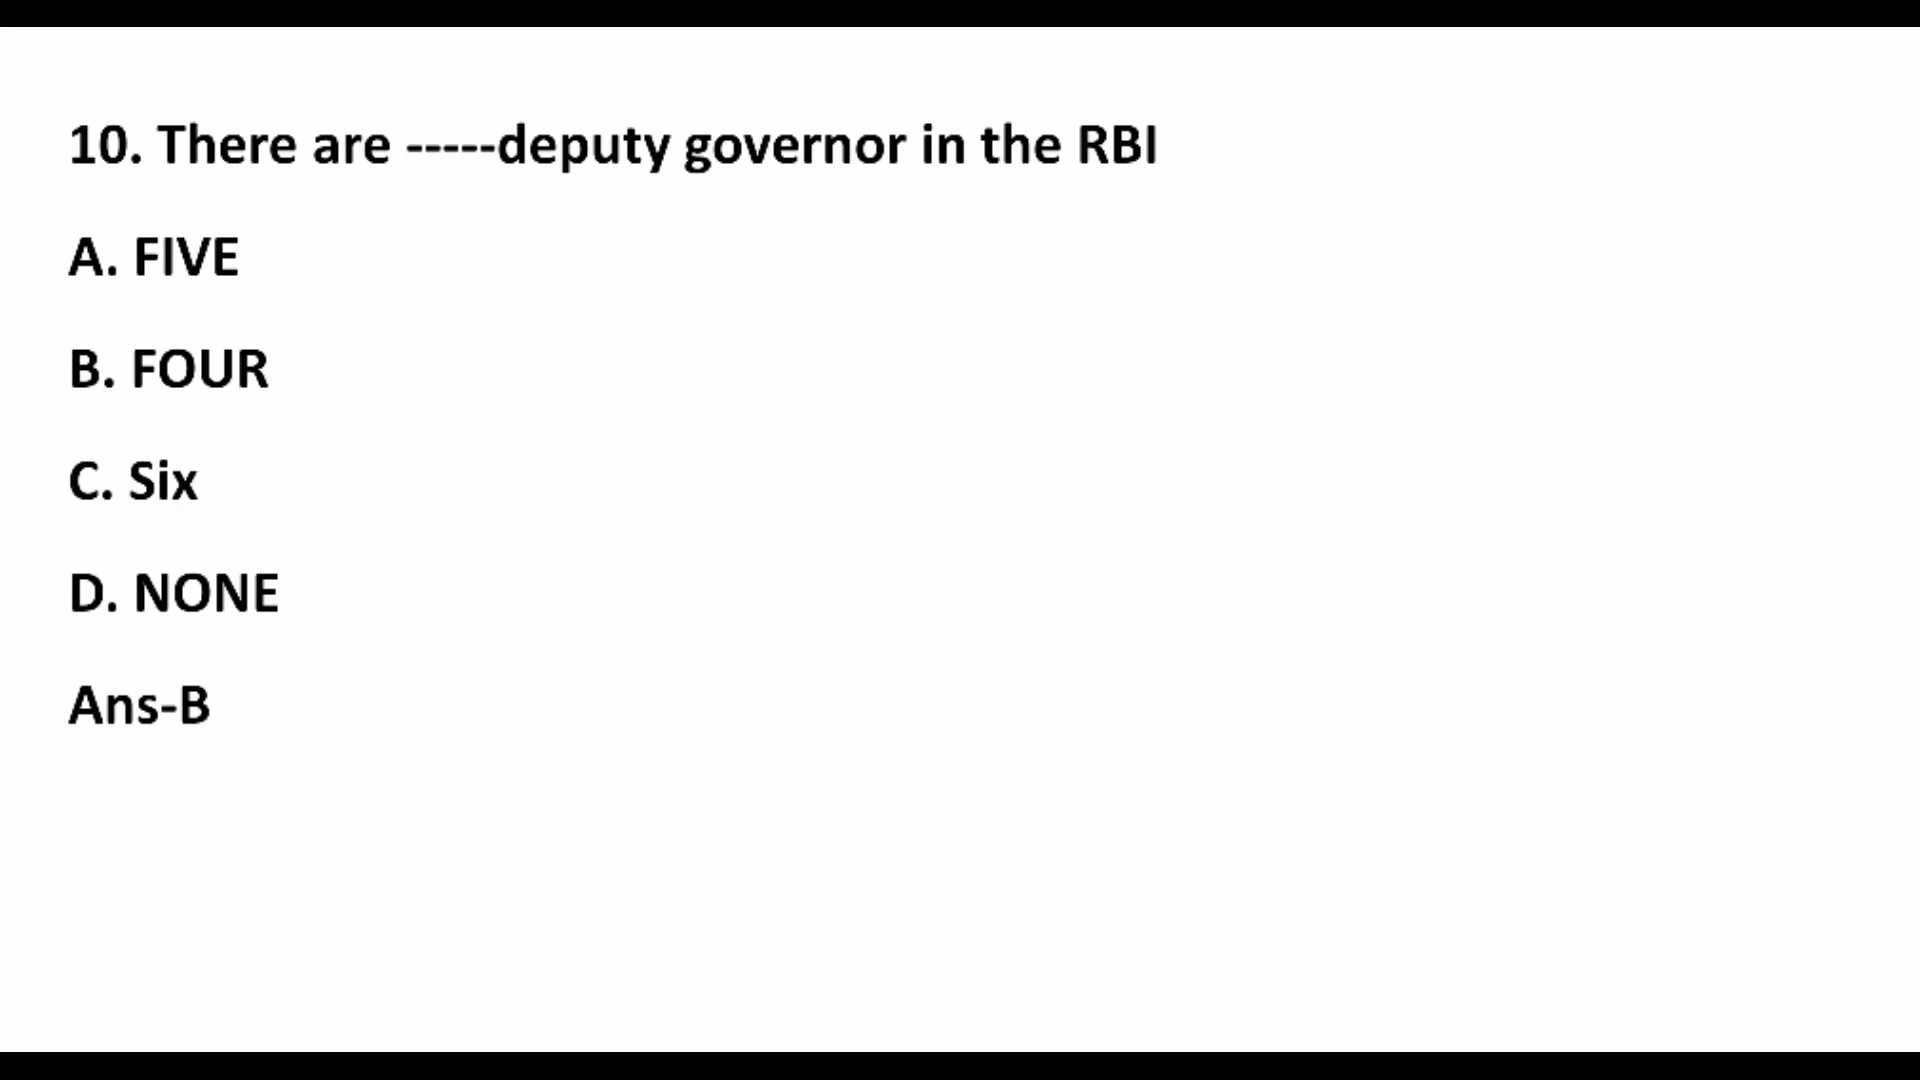 10. There are -----deputy governor in the RBI
A. FIVE
B. FOUR
C. Six
D. NONE
Ans-B